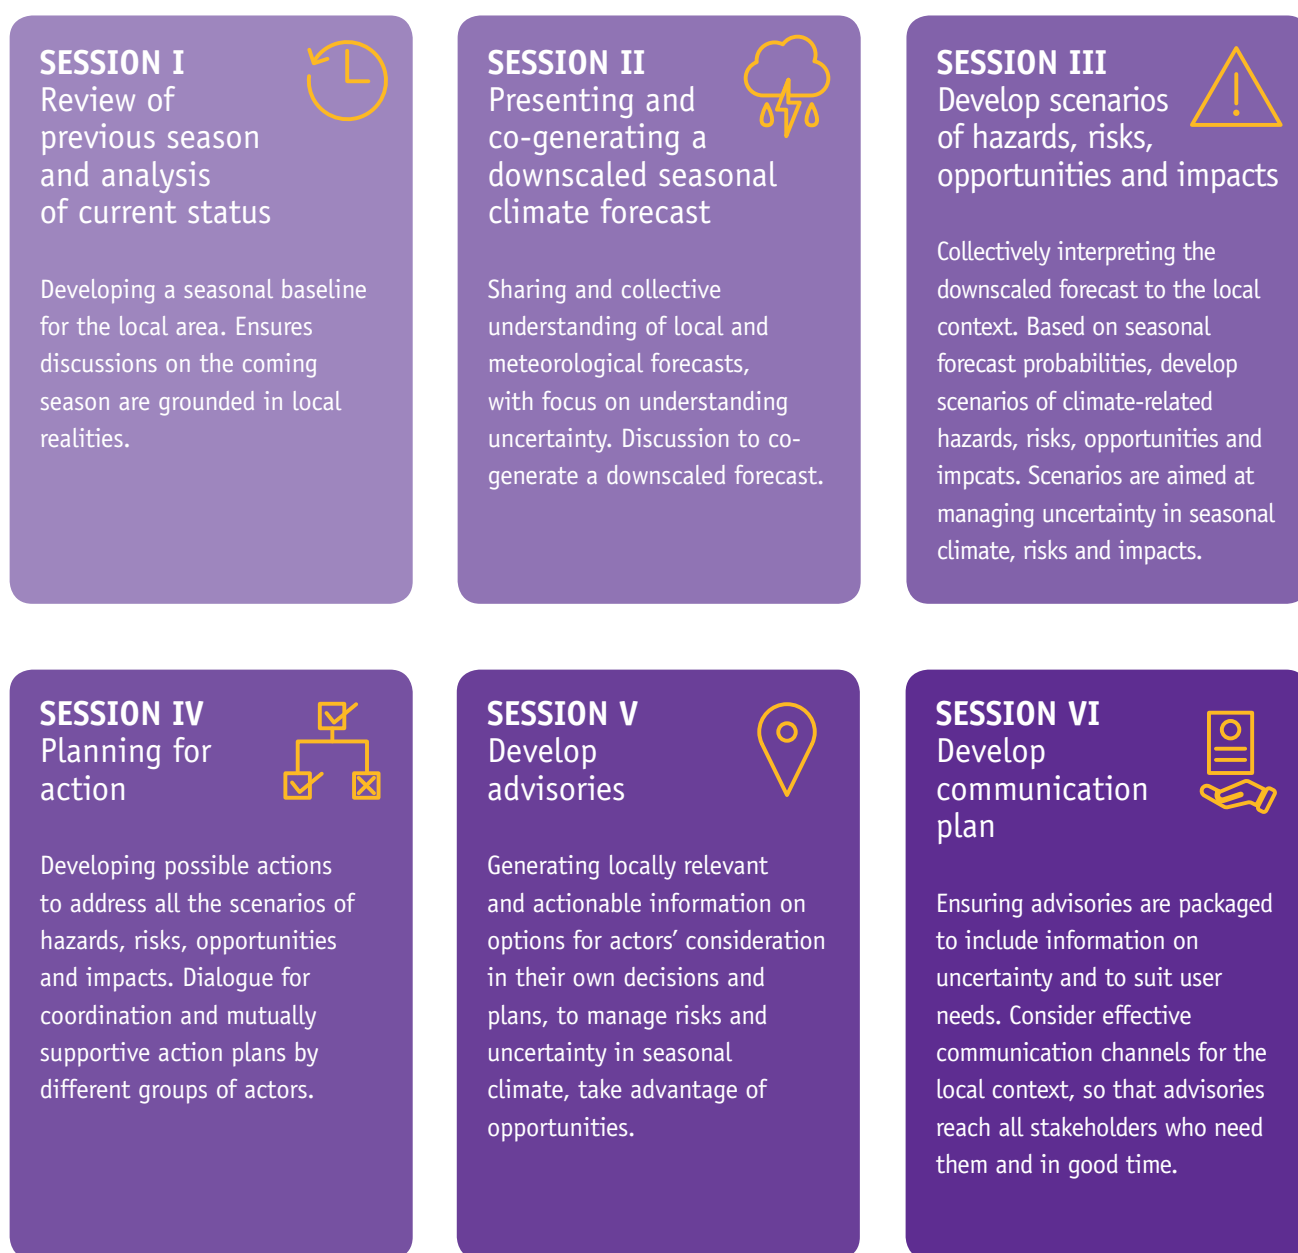 SESSION I
Review of
previous season
and analysis
of current status
Developing a seasonal baseline
for the local area. Ensures
discussions on the coming
season are grounded in local
realities.
SESSION II
Presenting and
co-generating a
downscaled seasonal
climate forecast
Sharing and collective
understanding of local and
meteorological forecasts,
with focus on understanding
uncertainty. Discussion to co-
generate a downscaled forecast.
SESSION III
Develop scenarios
of hazards, risks,
opportunities and impacts
Collectively interpreting the
downscaled forecast to the local
context. Based on seasonal
forecast probabilities, develop
scenarios of climate-related
hazards, risks, opportunities and
impcats. Scenarios are aimed at
managing uncertainty in seasonal
climate, risks and impacts.
SESSION IV
Planning for
action
Developing possible actions
to address all the scenarios of
hazards, risks, opportunities
and impacts. Dialogue for
coordination and mutually
supportive action plans by
different groups of actors.
SESSION V
Develop
advisories
Generating locally relevant
and actionable information on
options for actors’ consideration
in their own decisions and
plans, to manage risks and
uncertainty in seasonal
climate, take advantage of
opportunities.
SESSION VI
Develop
communication
plan
Ensuring advisories are packaged
to include information on
uncertainty and to suit user
needs. Consider effective
communication channels for the
local context, so that advisories
reach all stakeholders who need
them and in good time.